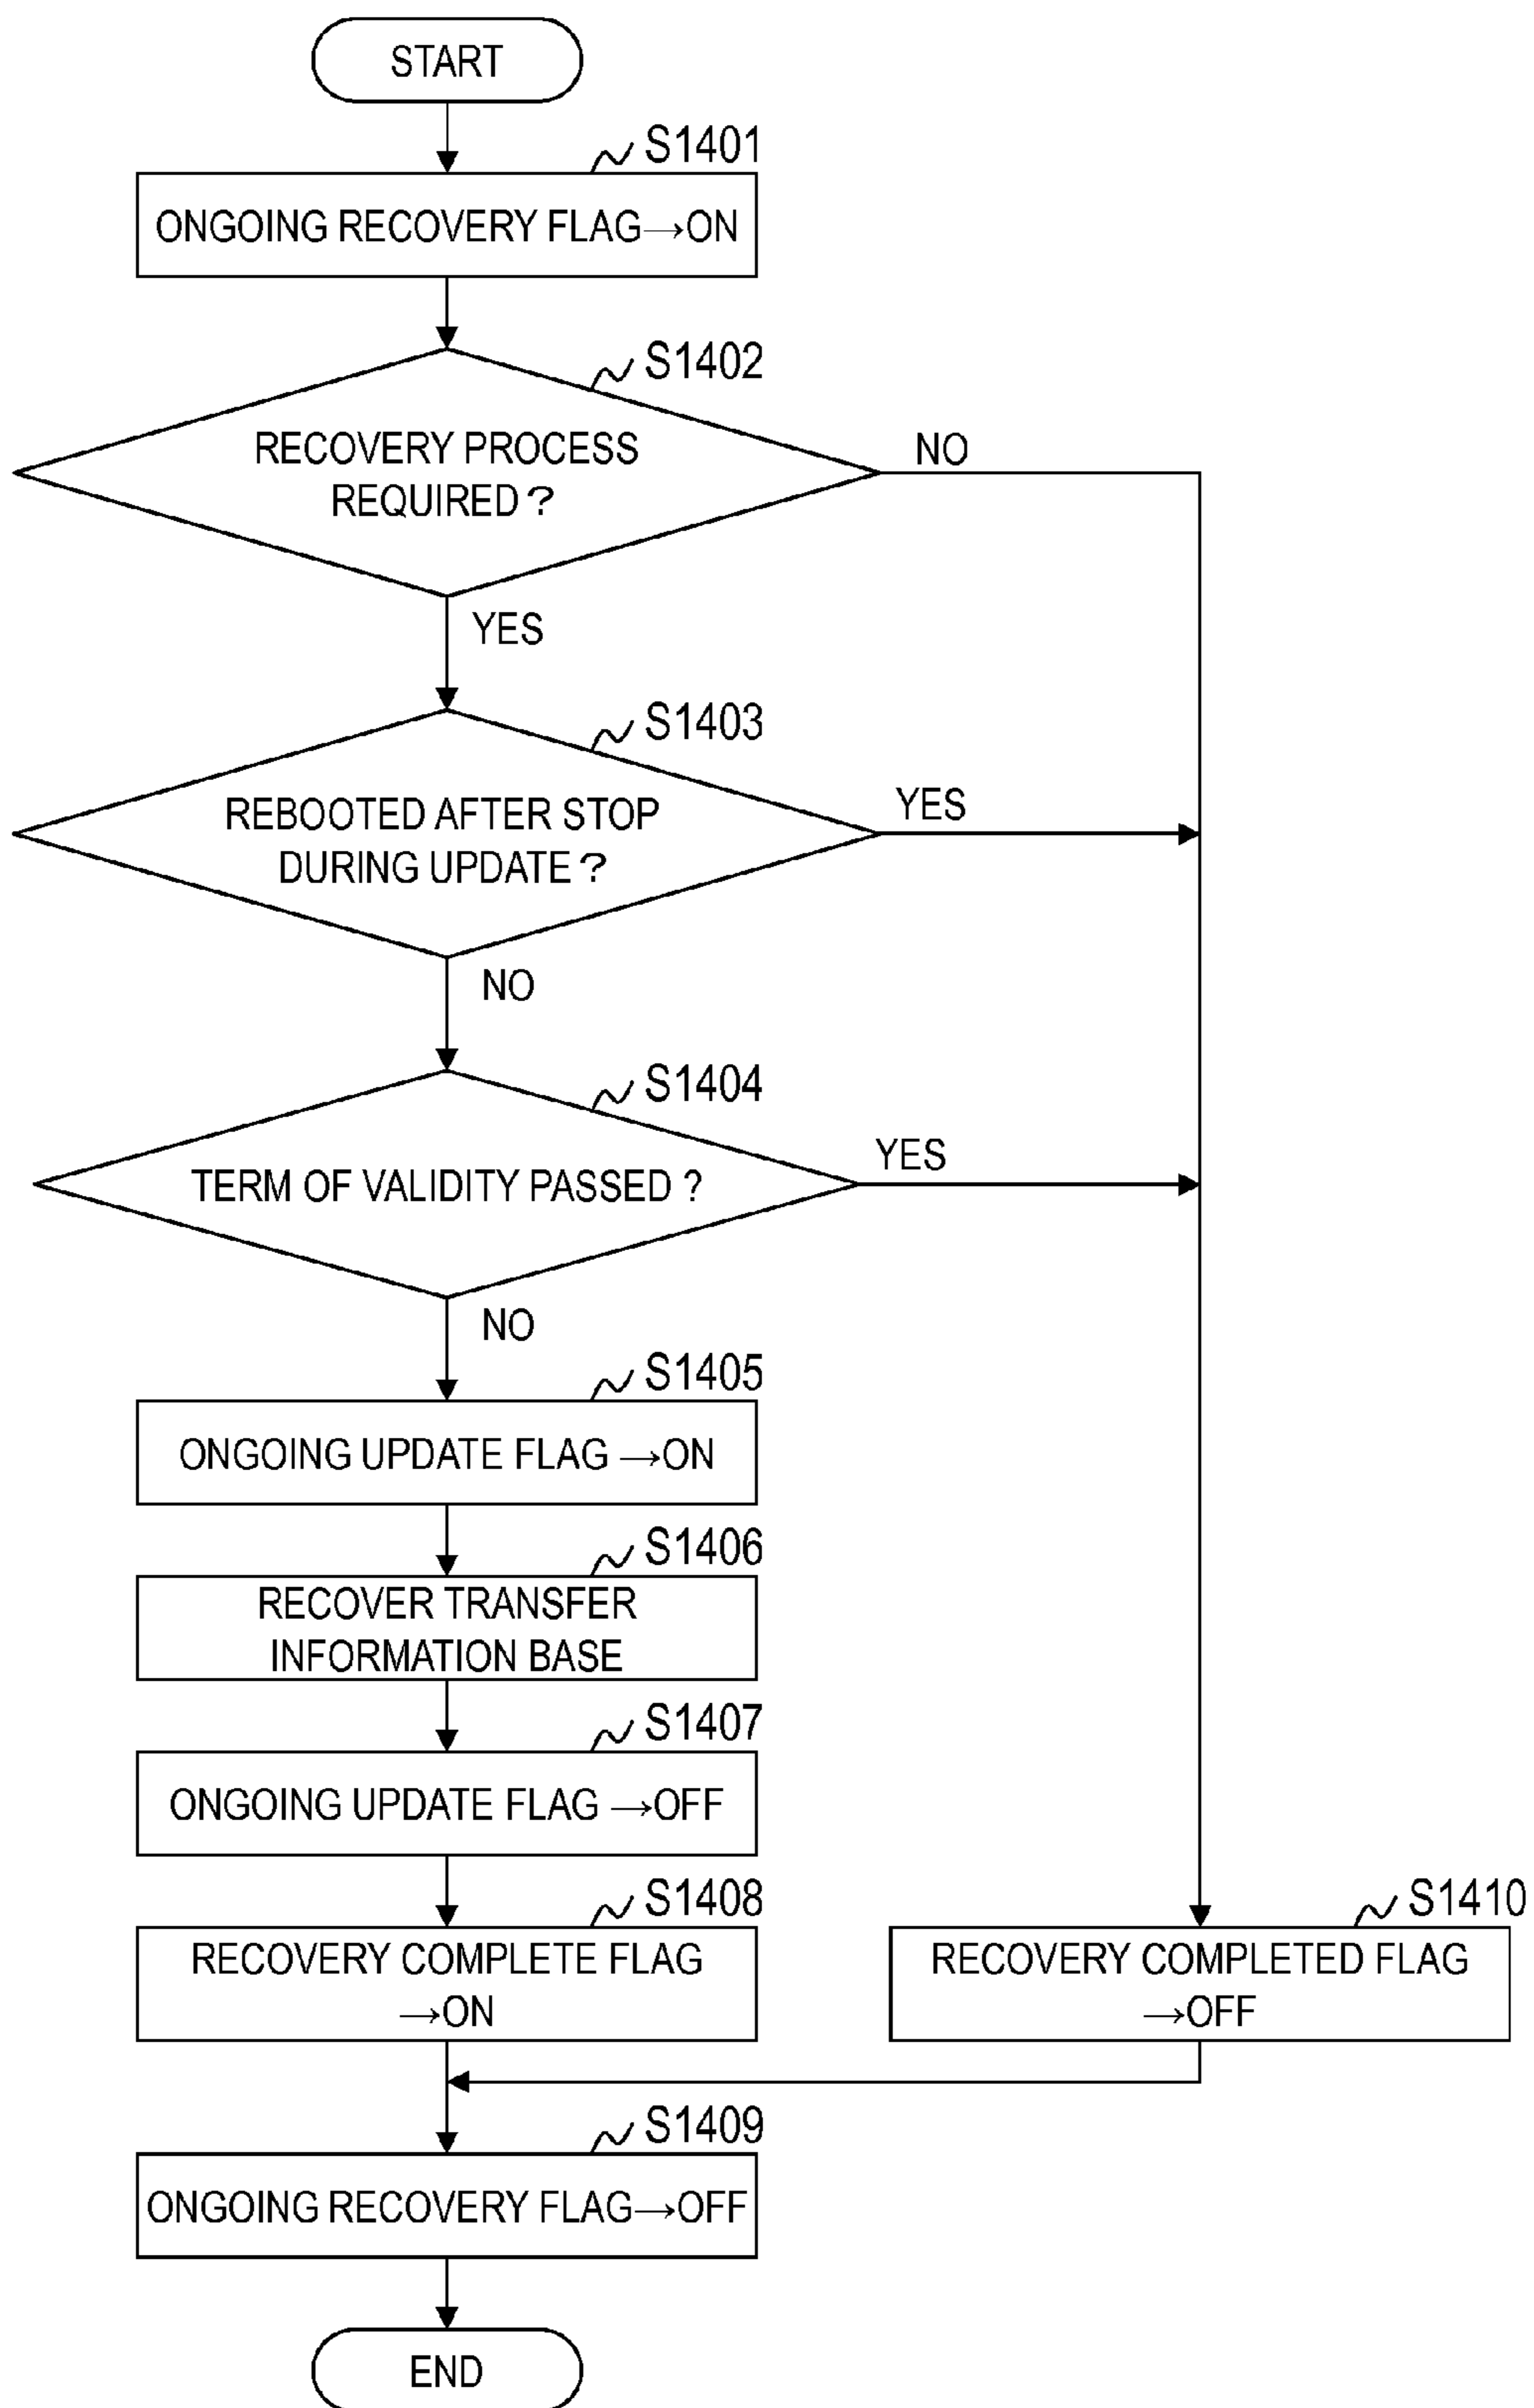 START
S1401
ONGOING RECOVERY FLAG→ON
S1402
RECOVERY PROCESS
REQUIRED ?
NO
YES
S1403
REBOOTED AFTER STOP
DURING UPDATE ?
YES
NO
S1404
TERM OF VALIDITY PASSED ?
YES
NO
S1405
ONGOING UPDATE FLAG →ON
S1406
RECOVER TRANSFER
INFORMATION BASE
S1407
ONGOING UPDATE FLAG →OFF
S1408
RECOVERY COMPLETE FLAG
→ON
S1410
RECOVERY COMPLETED FLAG
→OFF
S1409
ONGOING RECOVERY FLAG→OFF
END